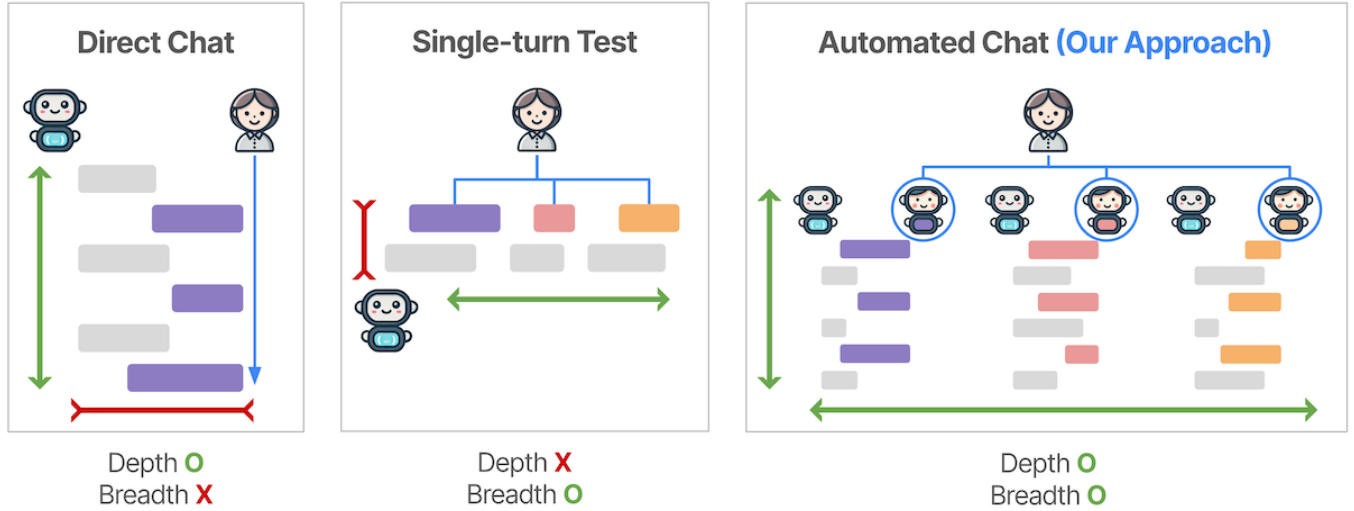 Direct Chat
Single-turn Test
Automated Chat (Our Approach)
Depth O
Breadth X
Depth X
Breadth O
Depth O
Breadth O